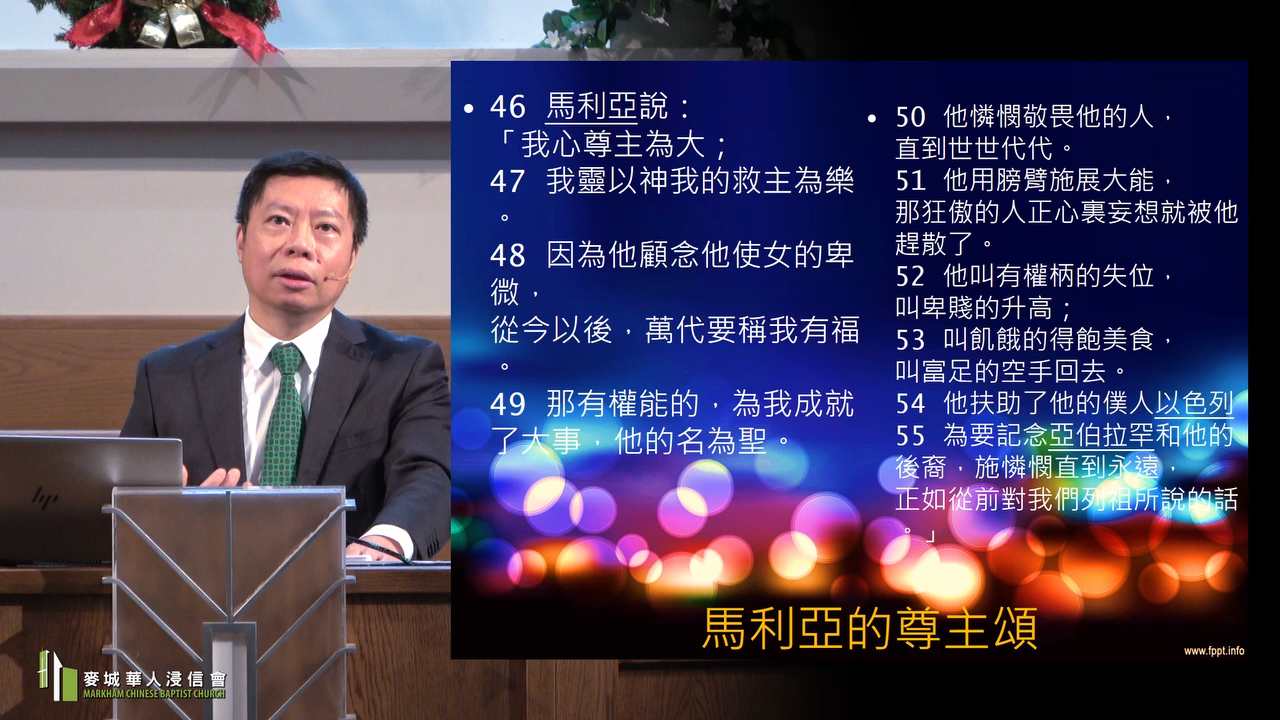 • 46 馬利亞說：
「我心尊主為大；
47 我靈以神我的救主為樂
。
48 因為他顧念他使女的卑
微，
從今以後，萬代要稱我有福
。
49 那有權能的，為我成就
了大事，他的名為聖。
• 50 他憐憫敬畏他的人，
直到世世代代。
51 他用膀臂施展大能，
那狂傲的人正心裏妄想就被他
趕散了。
52 他叫有權柄的失位，
叫卑賤的升高；
53 叫飢餓的得飽美食，
叫富足的空手回去。
54 他扶助了他的僕人以色列
55 為要記念亞伯拉罕和他的
後裔，施憐憫直到永遠，
正如從前對我們列祖所說的話
。」
馬利亞的尊主頌
www.fppt.info
hp
麥城華人浸信會
MARKHAM CHINESE BAPTIST CHURCH